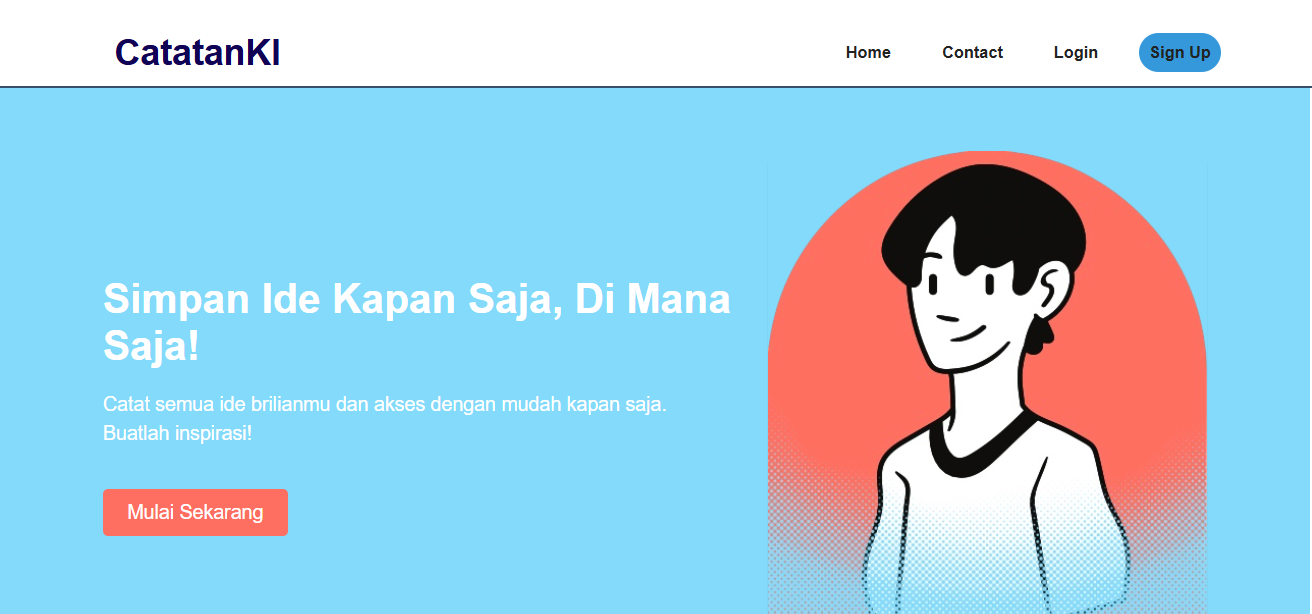 CatatanKI
Home
Contact
Login
Sign Up
Simpan Ide Kapan Saja, Di Mana
Saja!
Catat semua ide brilianmu dan akses dengan mudah kapan saja.
Buatlah inspirasi!
Mulai Sekarang